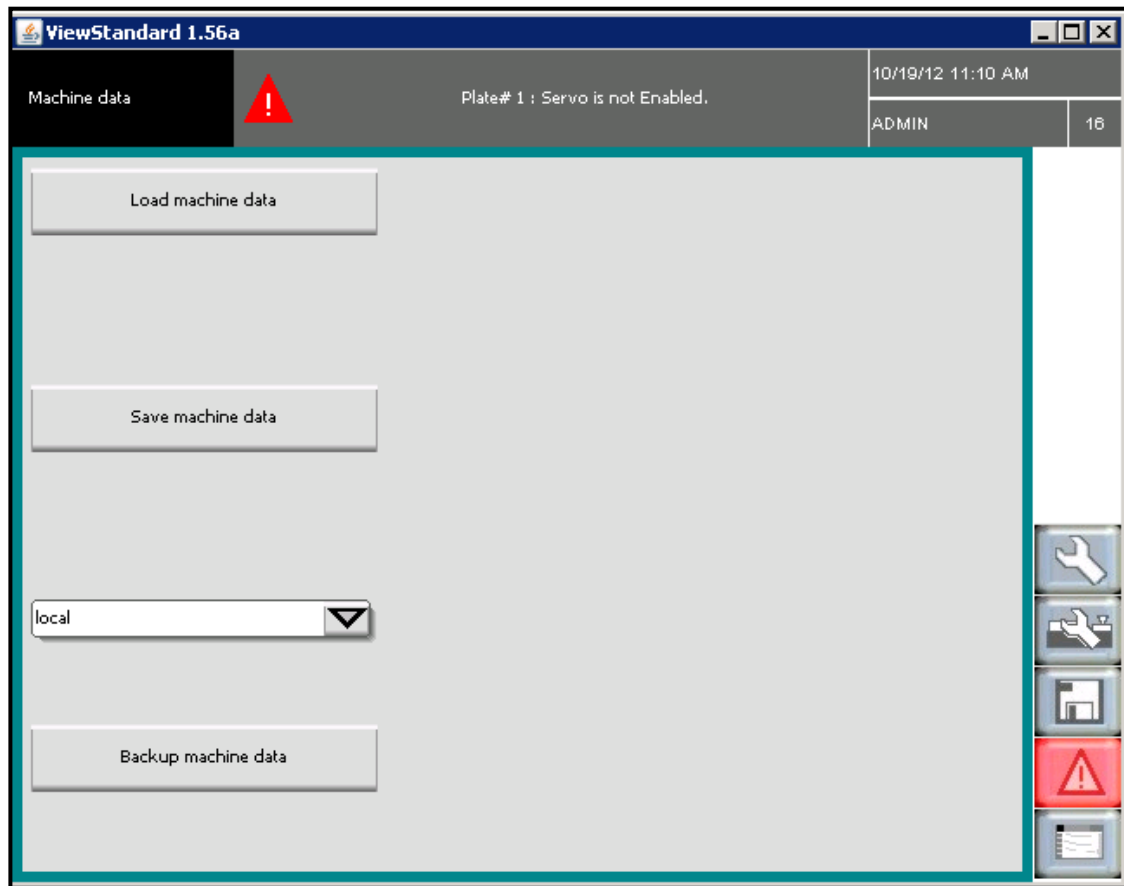 ViewStandard 1.56a
Machine data
!
Plate# 1 : Servo is not Enabled.
10/19/12 11:10 AM
ADMIN
16
Load machine data
Save machine data
local
Backup machine data